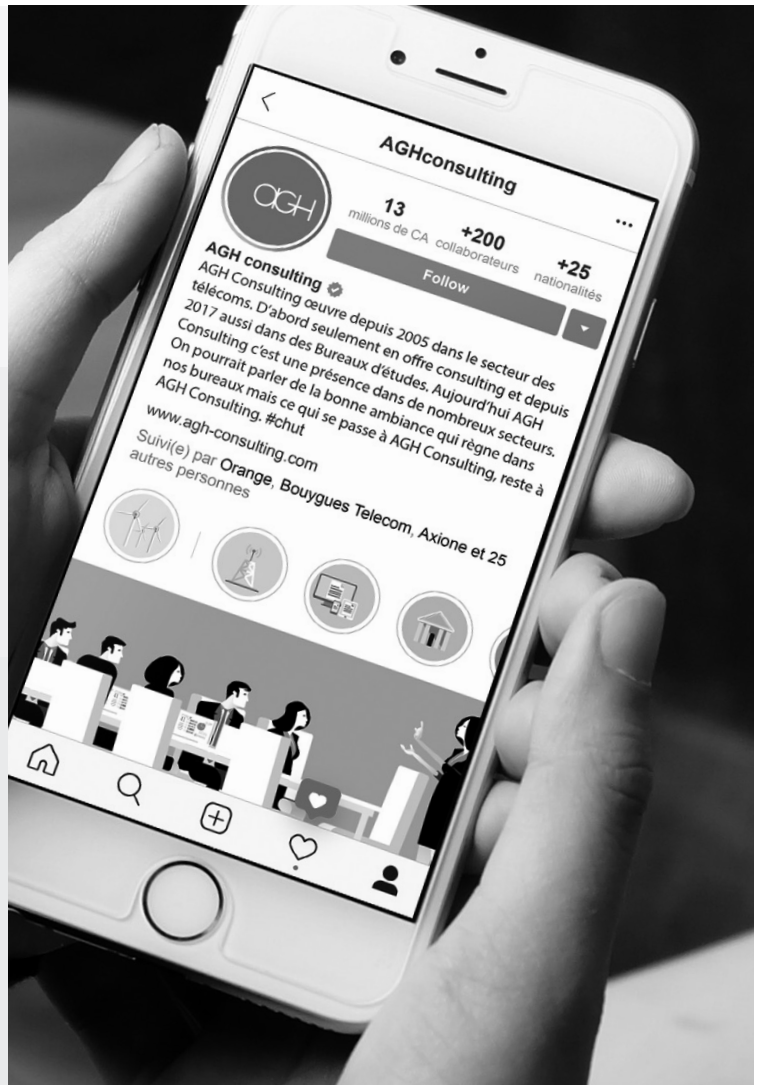 AGHconsulting
AGH
13
millions de CA
+200
collaborateurs
+25
nationalités
Follow
AGH consulting
AGH Consulting œuvre depuis 2005 dans le secteur des
télécoms. D'abord seulement en offre consulting et depuis
2017 aussi dans des Bureaux d'études. Aujourd'hui AGH
Consulting c'est une présence dans de nombreux secteurs.
On pourrait parler de la bonne ambiance qui règne dans
nos bureaux mais ce qui se passe à AGH Consulting, reste à
AGH Consulting. #chut
www.agh-consulting.com
Suivi(e) par Orange, Bouygues Telecom, Axione et 25
autres personnes